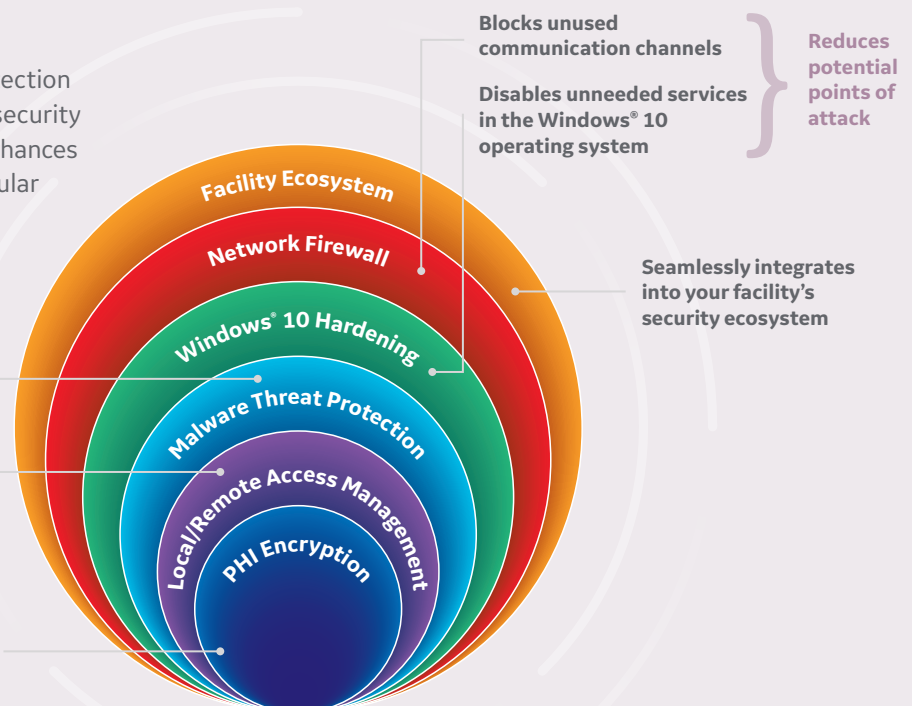 ection
security
hances
ular
Blocks unused
communication channels
Disables unneeded services
in the Windows® 10
operating system
Reduces
potential
points of
attack
Seamlessly integrates
into your facility's
security ecosystem
Facility Ecosystem
Network Firewall
Windows® 10 Hardening
Malware Threat Protection
Local/Remote Access Management
PHI Encryption